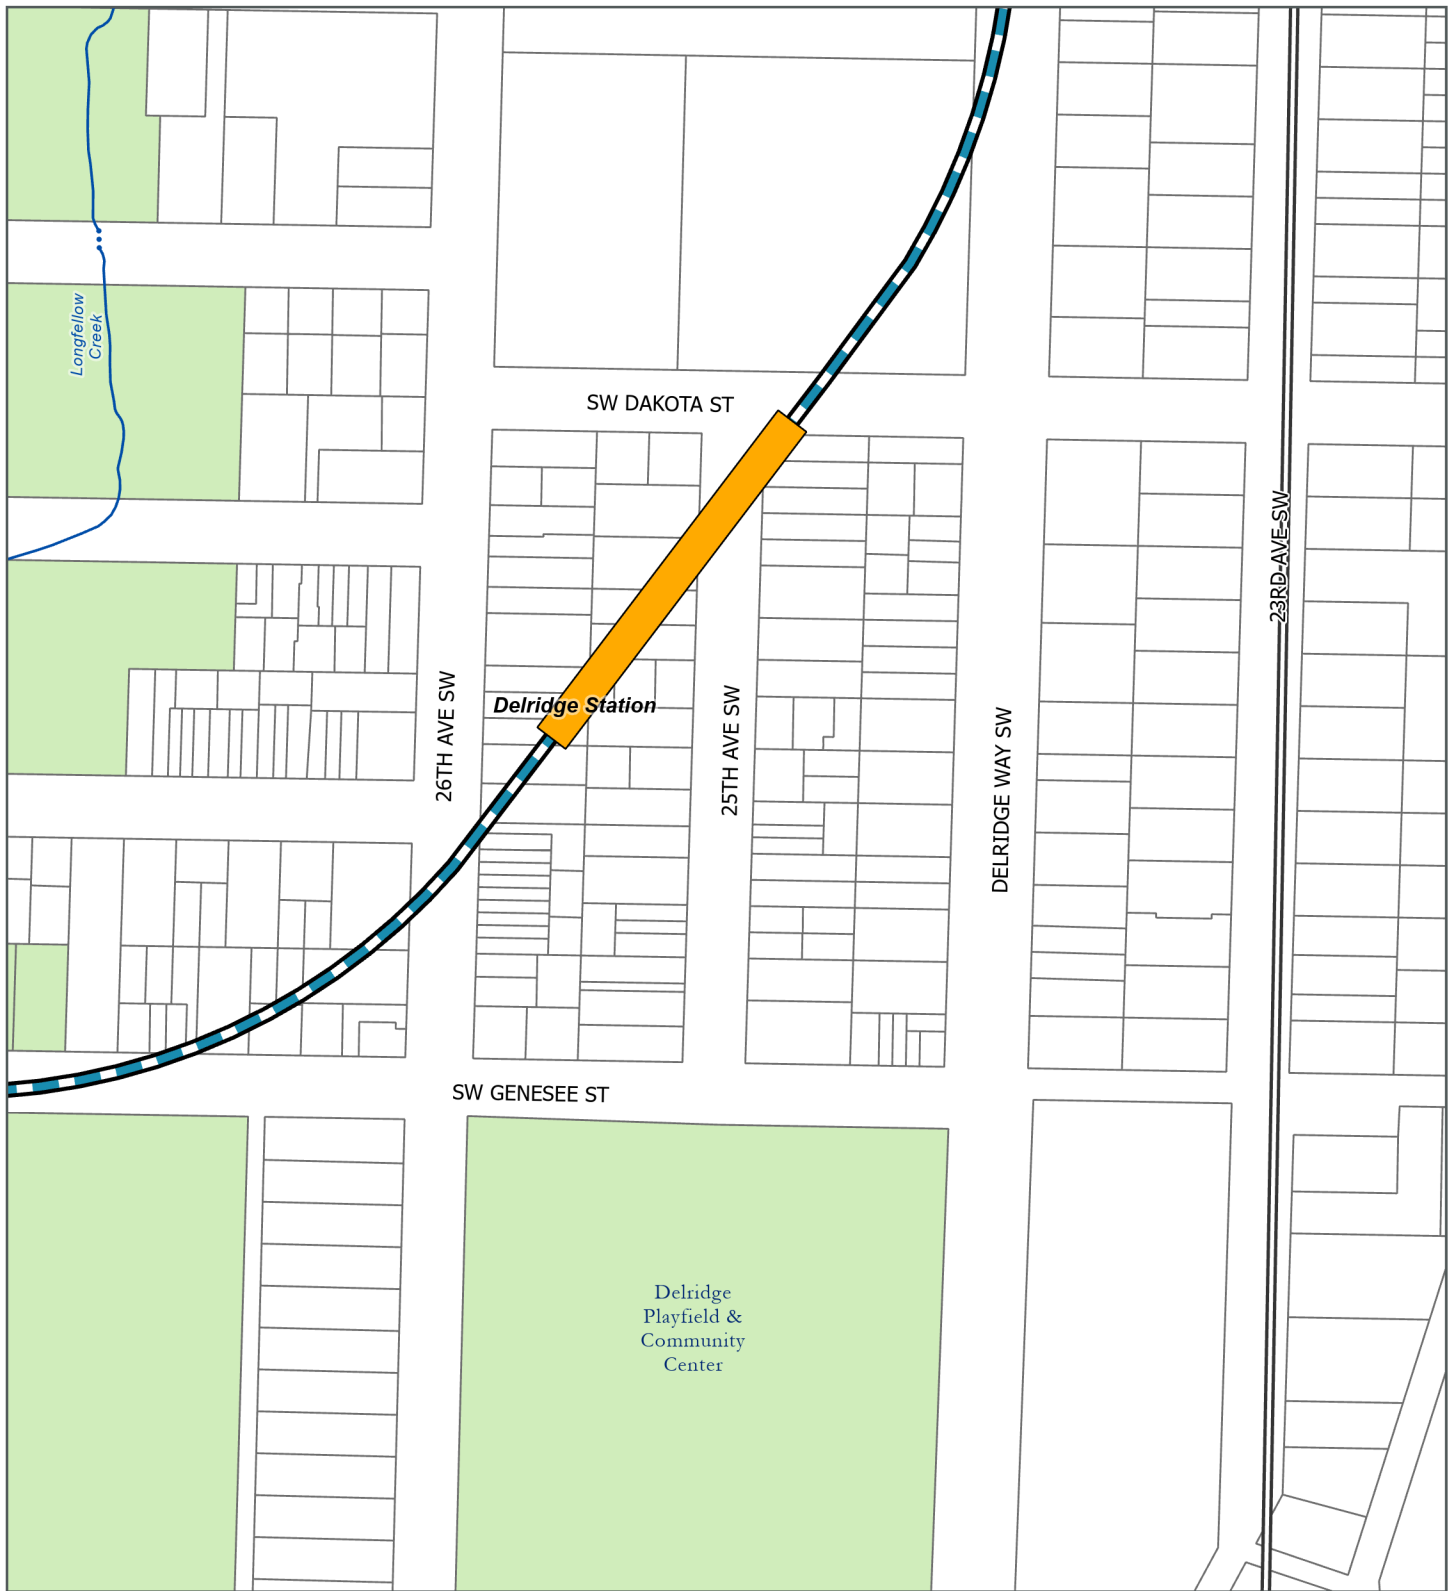 Longfellow
Creek
SW DAKOTA ST
23RD AVE SW
Delridge Station
26TH AVE SW
25TH AVE SW
DELRIDGE WAY SW
SW GENESEE ST
Delridge
Playfield &
Community
Center